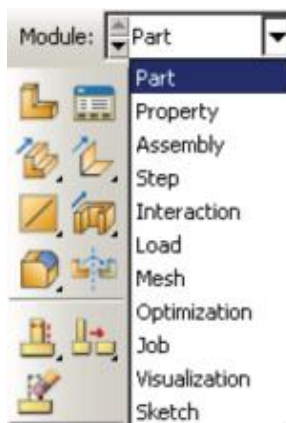 Module: Part
Part
Property
Assembly
Step
Interaction
Load
Mesh
Optimization
Job
Visualization
Sketch